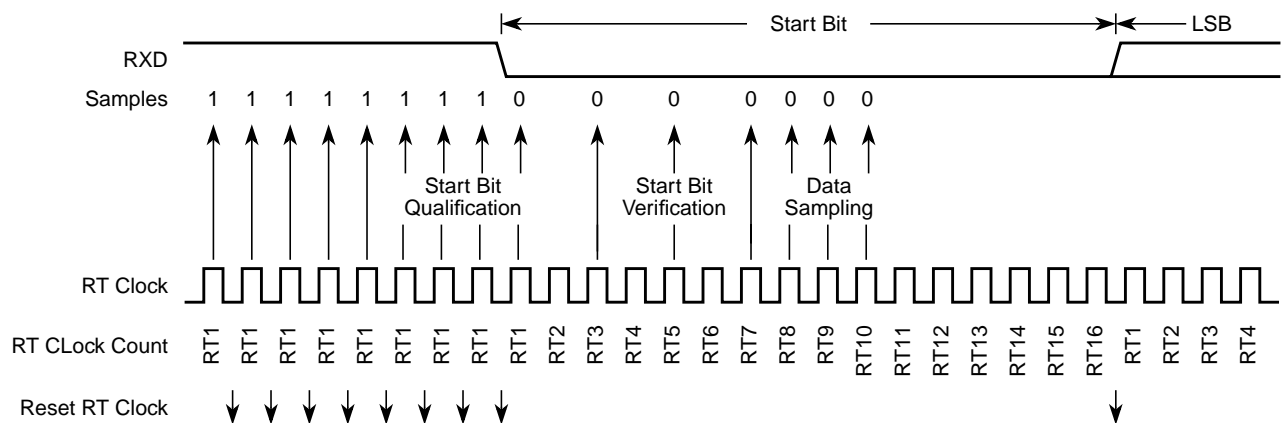 Start Bit LSB
RXD
Samples 1 1 1 1 1 1 1 1 0 0 0 0 0 0 0
Start Bit Qualification
Start Bit Verification
Data Sampling
RT Clock
RT CLock Count RT1 RT1 RT1 RT1 RT1 RT1 RT1 RT1 RT1 RT2 RT3 RT4 RT5 RT6 RT7 RT8 RT9 RT10 RT11 RT12 RT13 RT14 RT15 RT16 RT1 RT2 RT3 RT4
Reset RT Clock